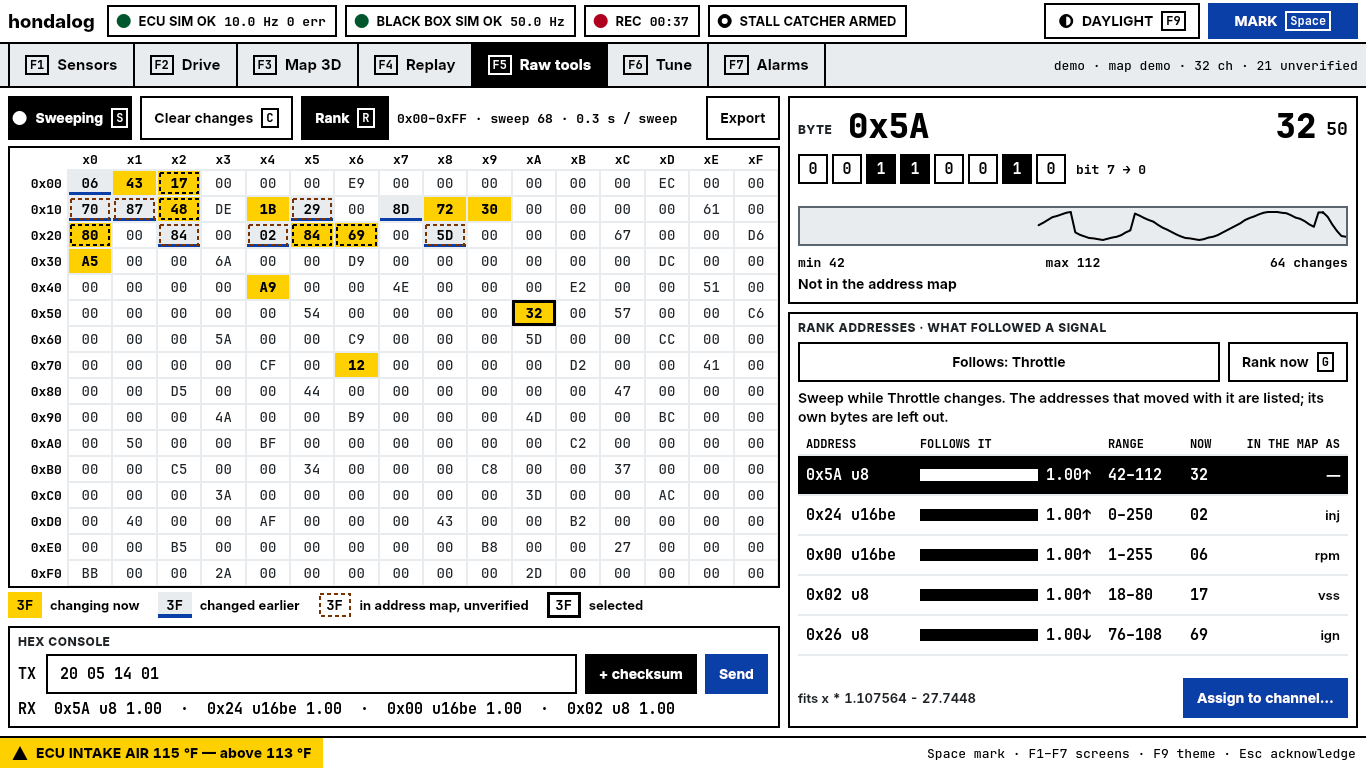 hondalog ECU SIM OK 10.0 Hz 0 err BLACK BOX SIM OK 50.0 Hz REC 00:37 STALL CATCHER ARMED DAYLIGHT F9 MARK Space
F1 Sensors F2 Drive F3 Map 3D F4 Replay F5 Raw tools F6 Tune F7 Alarms demo · map demo · 32 ch · 21 unverified
Sweeping S Clear changes C Rank R 0x00–0xFF · sweep 68 · 0.3 s / sweep Export
x0 x1 x2 x3 x4 x5 x6 x7 x8 x9 xA xB xC xD xE xF
0x00 06 43 17 00 00 00 E9 00 00 00 00 00 00 EC 00 00
0x10 70 87 48 DE 1B 29 00 8D 72 30 00 00 00 00 61 00
0x20 80 00 84 00 02 84 69 00 5D 00 00 00 67 00 00 D6
0x30 A5 00 00 6A 00 00 D9 00 00 00 00 00 00 DC 00 00
0x40 00 00 00 00 A9 00 00 4E 00 00 00 E2 00 00 51 00
0x50 00 00 00 00 00 54 00 00 00 00 32 00 57 00 00 C6
0x60 00 00 00 5A 00 00 C9 00 00 00 5D 00 00 CC 00 00
0x70 00 00 00 00 CF 00 12 00 00 00 00 D2 00 00 41 00
0x80 00 00 D5 00 00 44 00 00 00 00 00 00 47 00 00 00
0x90 00 00 00 4A 00 00 B9 00 00 00 4D 00 00 BC 00 00
0xA0 00 50 00 00 BF 00 00 00 00 00 00 C2 00 00 00 00
0xB0 00 00 C5 00 00 34 00 00 00 C8 00 00 37 00 00 00
0xC0 00 00 00 3A 00 00 00 00 00 00 3D 00 00 AC 00 00
0xD0 00 40 00 00 AF 00 00 00 43 00 00 B2 00 00 00 00
0xE0 00 00 B5 00 00 00 00 00 00 B8 00 00 27 00 00 00
0xF0 BB 00 00 2A 00 00 00 00 00 00 2D 00 00 00 00 00
3F changing now 3F changed earlier 3F in address map, unverified 3F selected
HEX CONSOLE
TX 20 05 14 01 + checksum Send
RX 0x5A u8 1.00 · 0x24 u16be 1.00 · 0x00 u16be 1.00 · 0x02 u8 1.00
BYTE 0x5A 32 50
0 0 1 1 0 0 1 0 bit 7 → 0
min 42 max 112 64 changes
Not in the address map
RANK ADDRESSES · WHAT FOLLOWED A SIGNAL
Follows: Throttle Rank now G
Sweep while Throttle changes. The addresses that moved with it are listed; its
own bytes are left out.
ADDRESS FOLLOWS IT RANGE NOW IN THE MAP AS
0x5A u8 1.00↑ 42–112 32 —
0x24 u16be 1.00↑ 0–250 02 inj
0x00 u16be 1.00↑ 1–255 06 rpm
0x02 u8 1.00↑ 18–80 17 vss
0x26 u8 1.00↓ 76–108 69 ign
fits x * 1.107564 - 27.7448 Assign to channel…
ECU INTAKE AIR 115 °F — above 113 °F Space mark · F1–F7 screens · F9 theme · Esc acknowledge